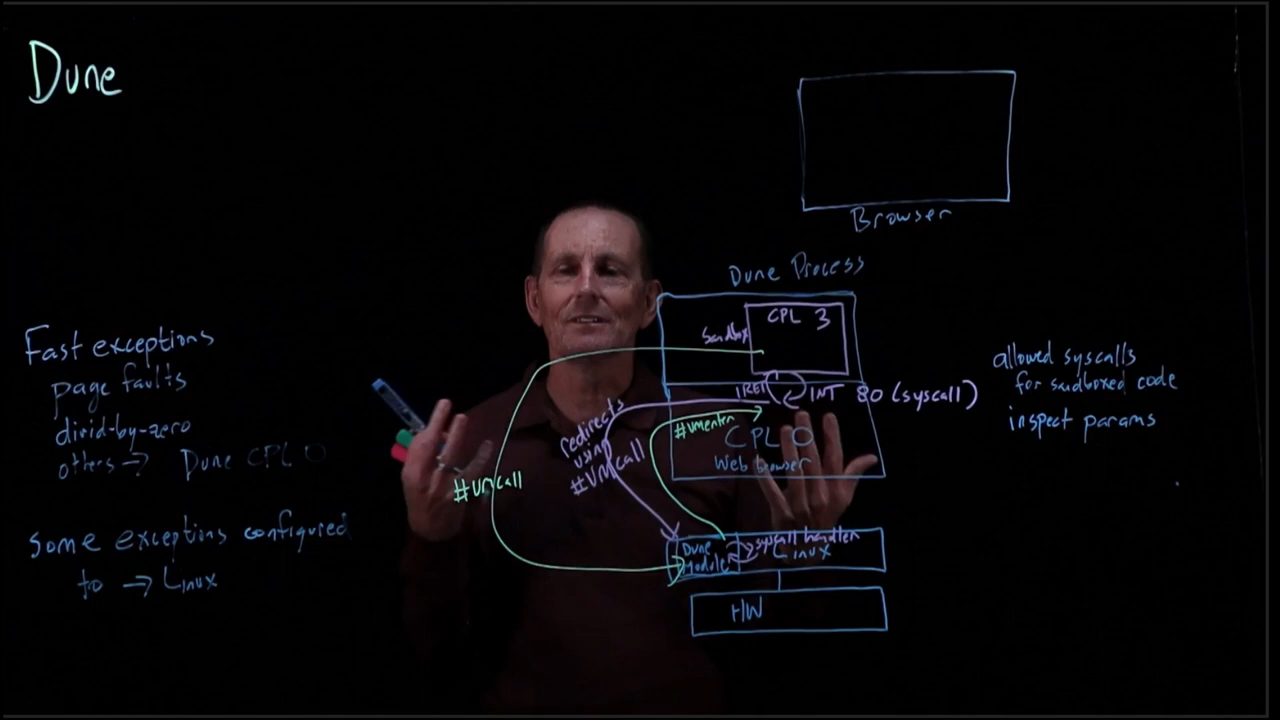 Dune
Browser
Dune Process
CPL 3
Sandbox
IRET
INT 80 (syscall)
redirects
using
#VMcall
#vmenter
CPL 0
Web browser
#VMcall
Dune
Module
syscall handler
Linux
H/W
Fast exceptions
page faults
divid-by-zero
others → Dune CPL 0
Some exceptions configured
to → Linux
allowed syscalls
for sandboxed code
inspect params